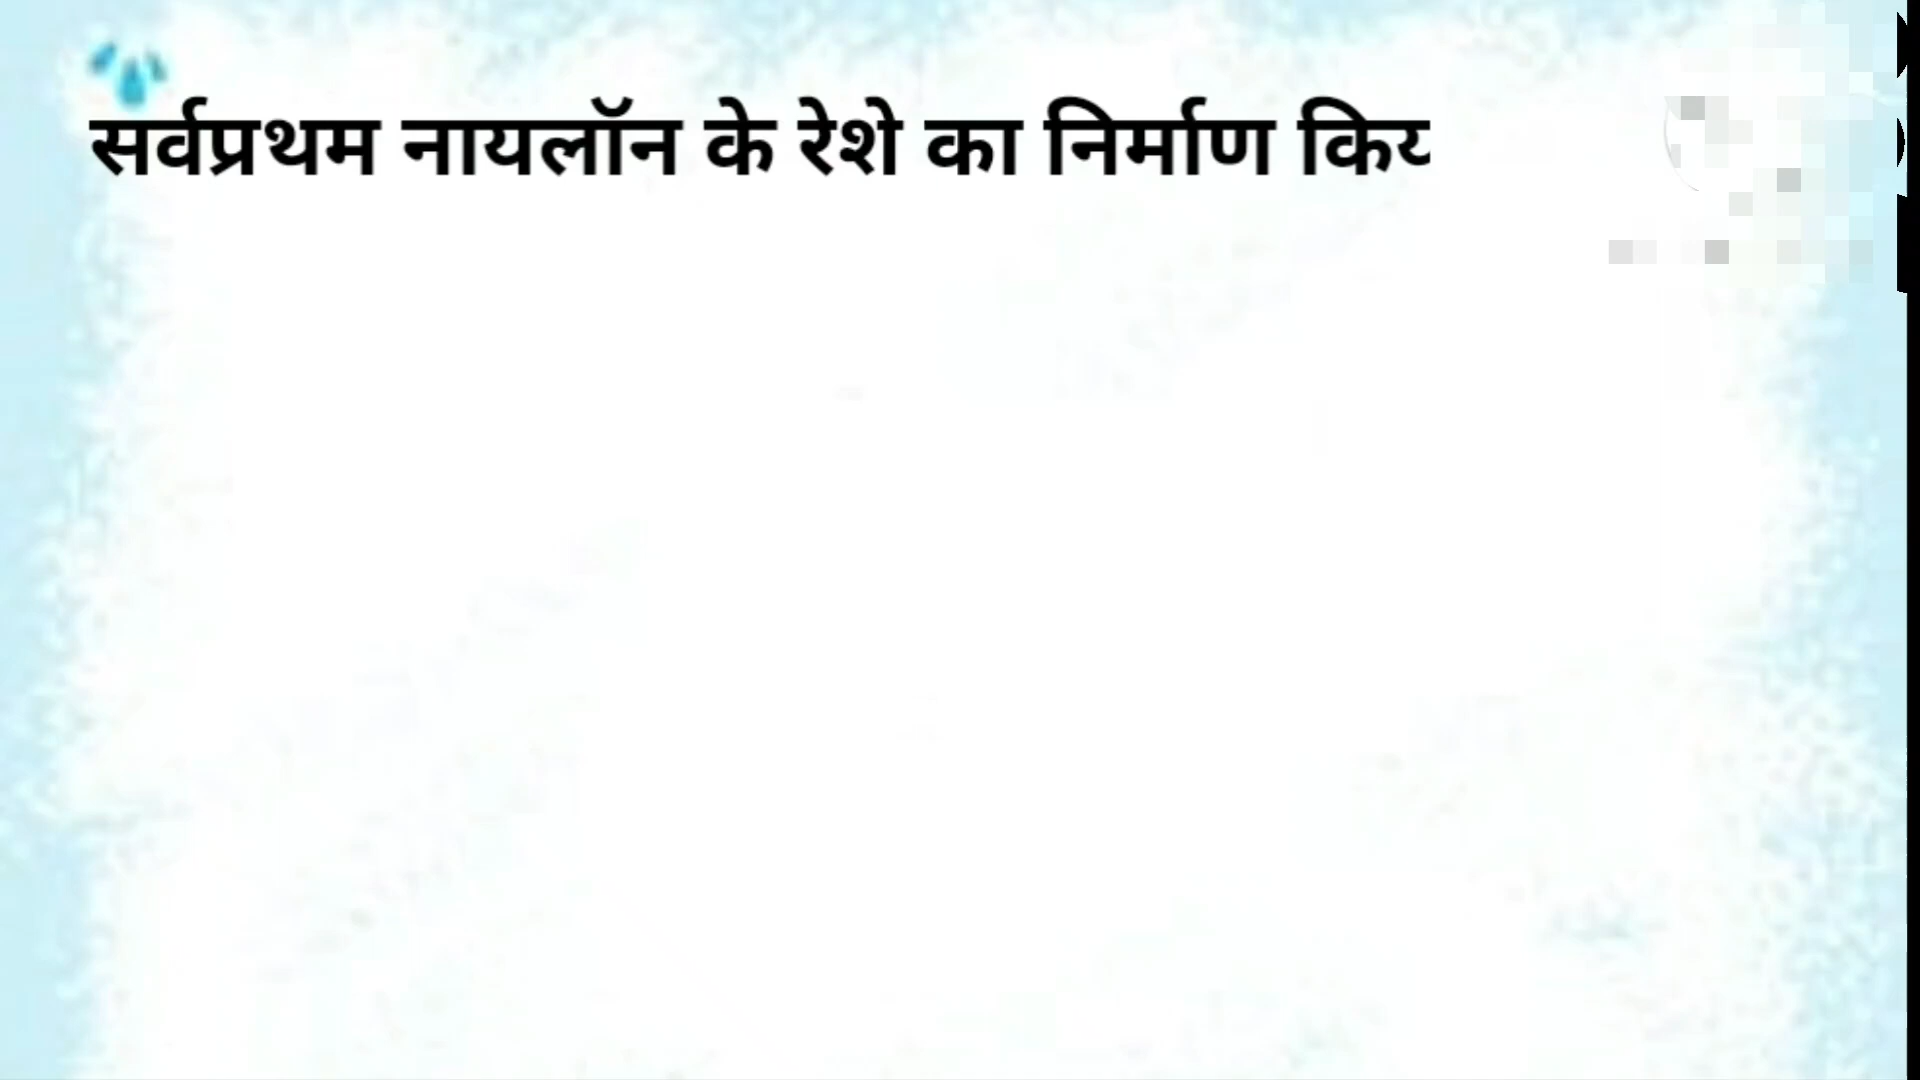 सर्वप्रथम नायलॉन के रेशे का निर्माण किय